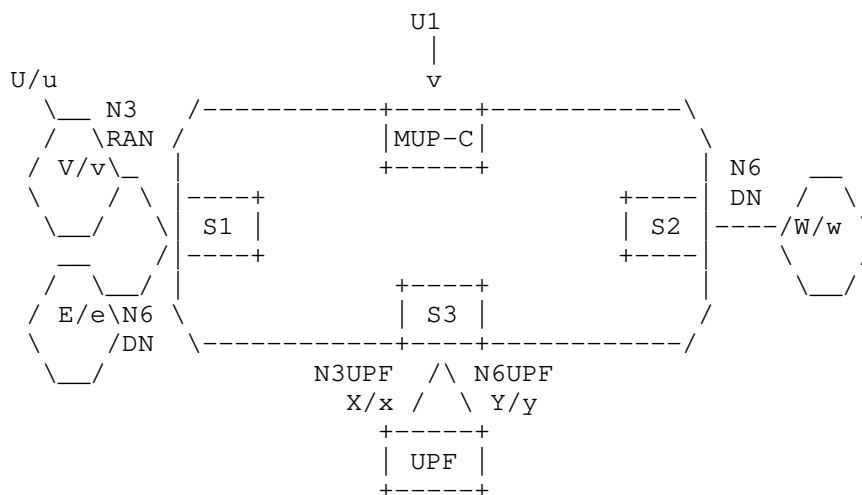 U1
U/u
v
N3
RAN
MUP-C
V/v
N6
DN
S1
S2
W/w
E/e
N6
DN
S3
N3UPF
N6UPF
X/x
Y/y
UPF